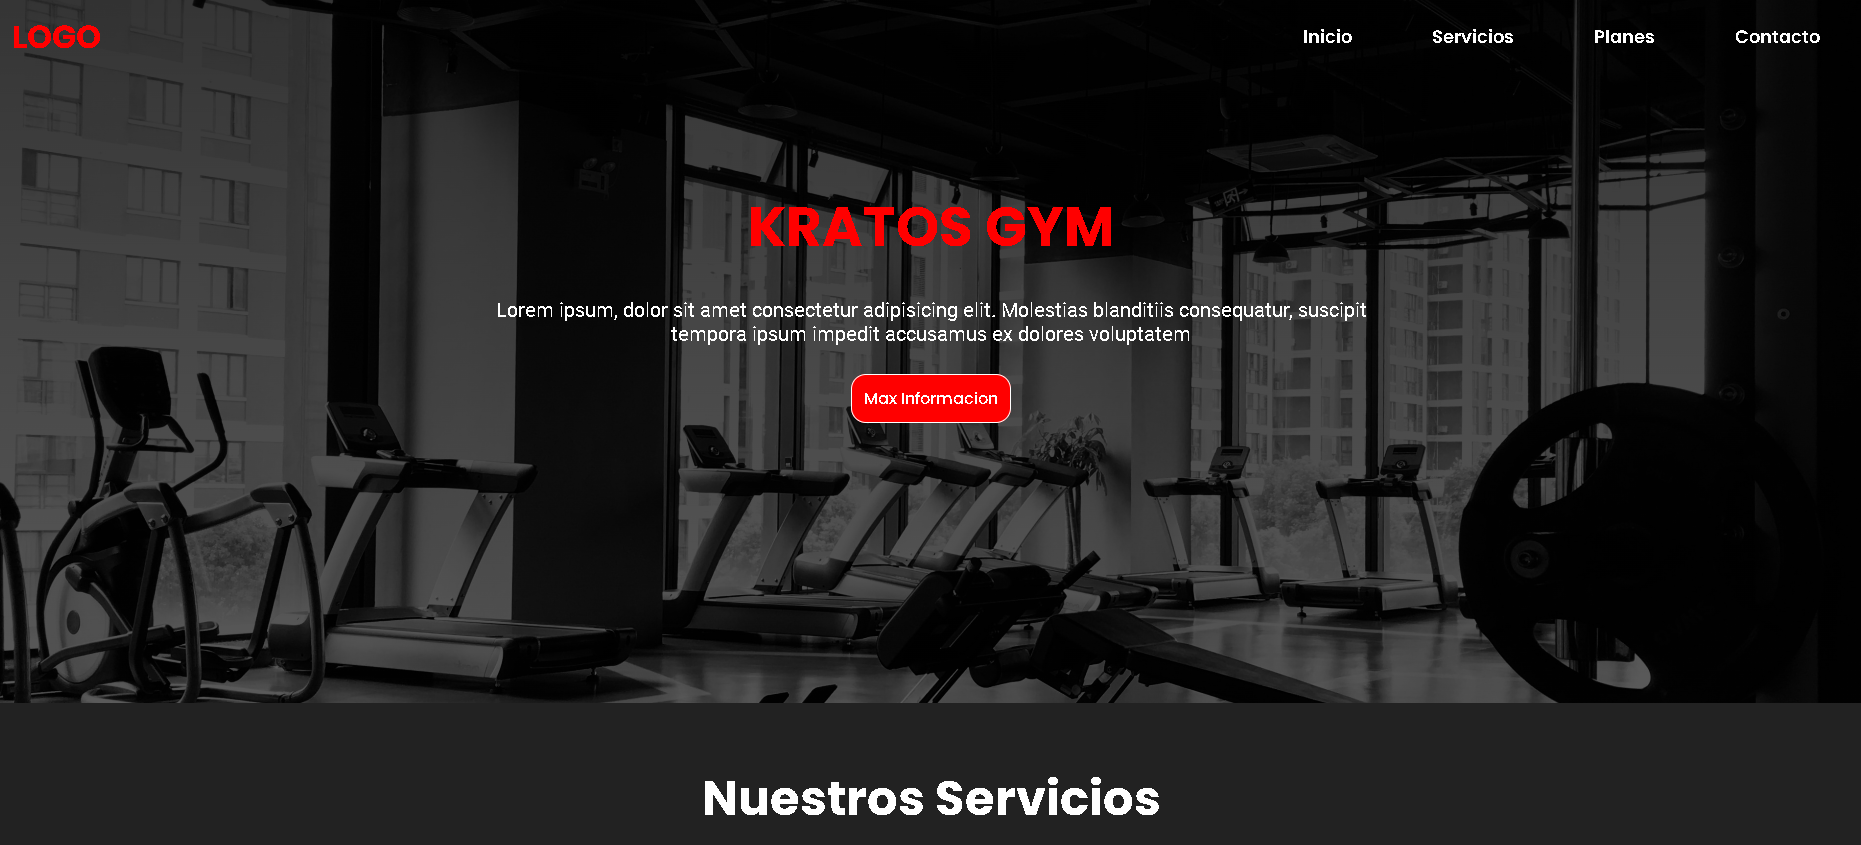 LOGO
Inicio Servicios Planes Contacto
KRATOS GYM
Lorem ipsum, dolor sit amet consectetur adipisicing elit. Molestias blanditiis consequatur, suscipit
tempora ipsum impedit accusamus ex dolores voluptatem
Max Informacion
Nuestros Servicios